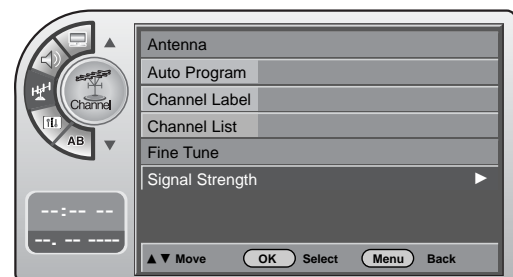 Antenna
Auto Program
Channel Label
Channel List
Fine Tune
Signal Strength ►
Channel
AB
--:-- --
--. -- ----
▲▼ Move OK Select Menu Back